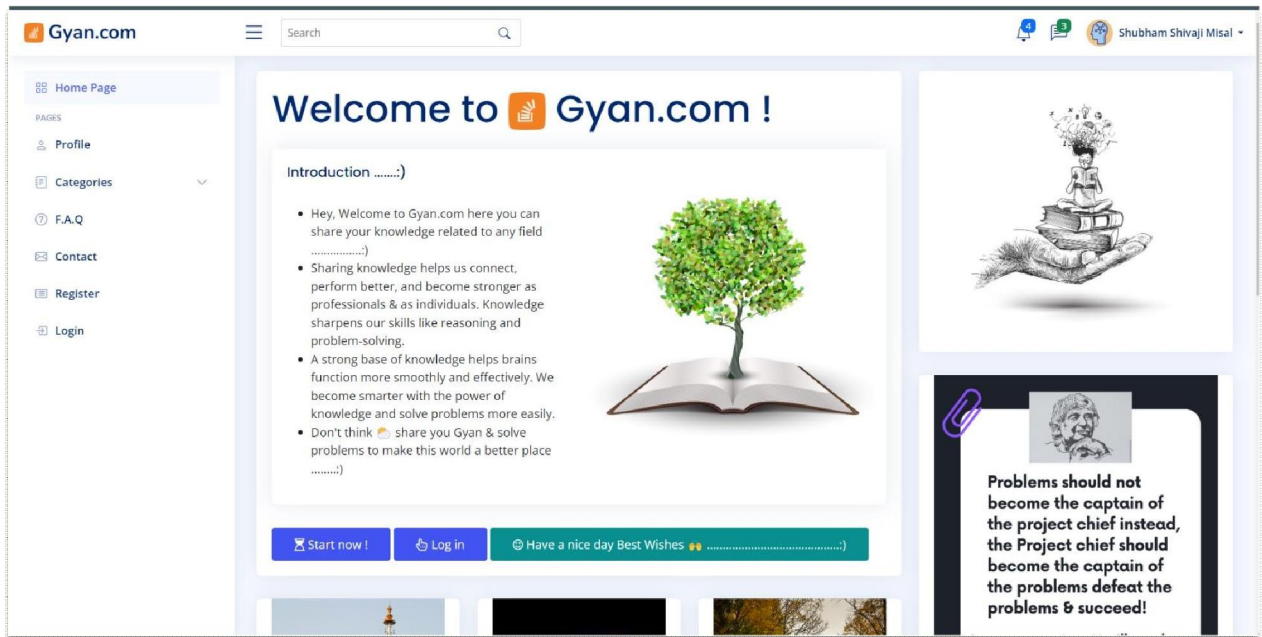 Gyan.com
Search
4
3
Shubham Shivaji Misal
Home Page
PAGES
Profile
Categories
F.A.Q
Contact
Register
Login
Welcome to Gyan.com !
Introduction .......:)
Hey, Welcome to Gyan.com here you can
share your knowledge related to any field
.................:)
Sharing knowledge helps us connect,
perform better, and become stronger as
professionals & as individuals. Knowledge
sharpens our skills like reasoning and
problem-solving.
A strong base of knowledge helps brains
function more smoothly and effectively. We
become smarter with the power of
knowledge and solve problems more easily.
Don't think ⛅ share you Gyan & solve
problems to make this world a better place
.........:)
Start now !
Log in
Have a nice day Best Wishes 🙌 ............................................:)
Problems should not
become the captain of
the project chief instead,
the Project chief should
become the captain of
the problems defeat the
problems & succeed!